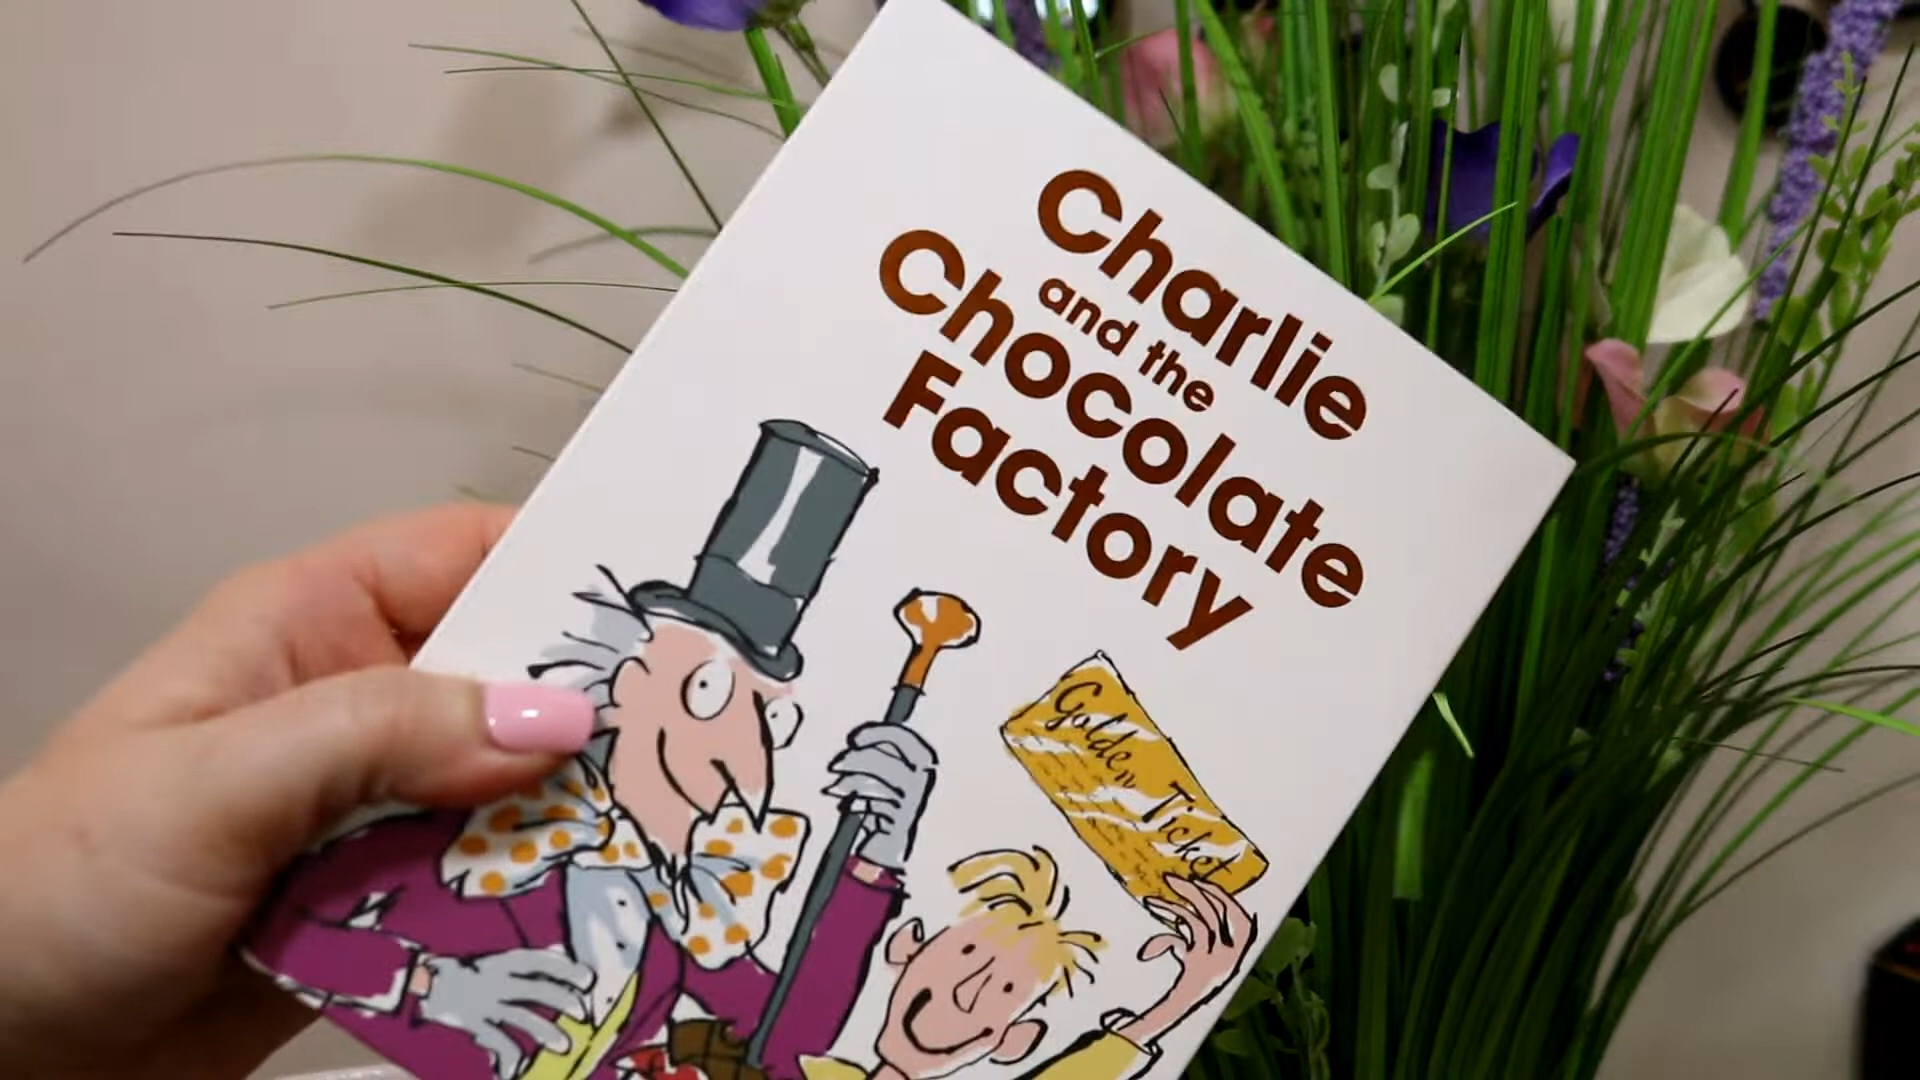 Charlie
and the
Chocolate
Factory
Golden Ticket